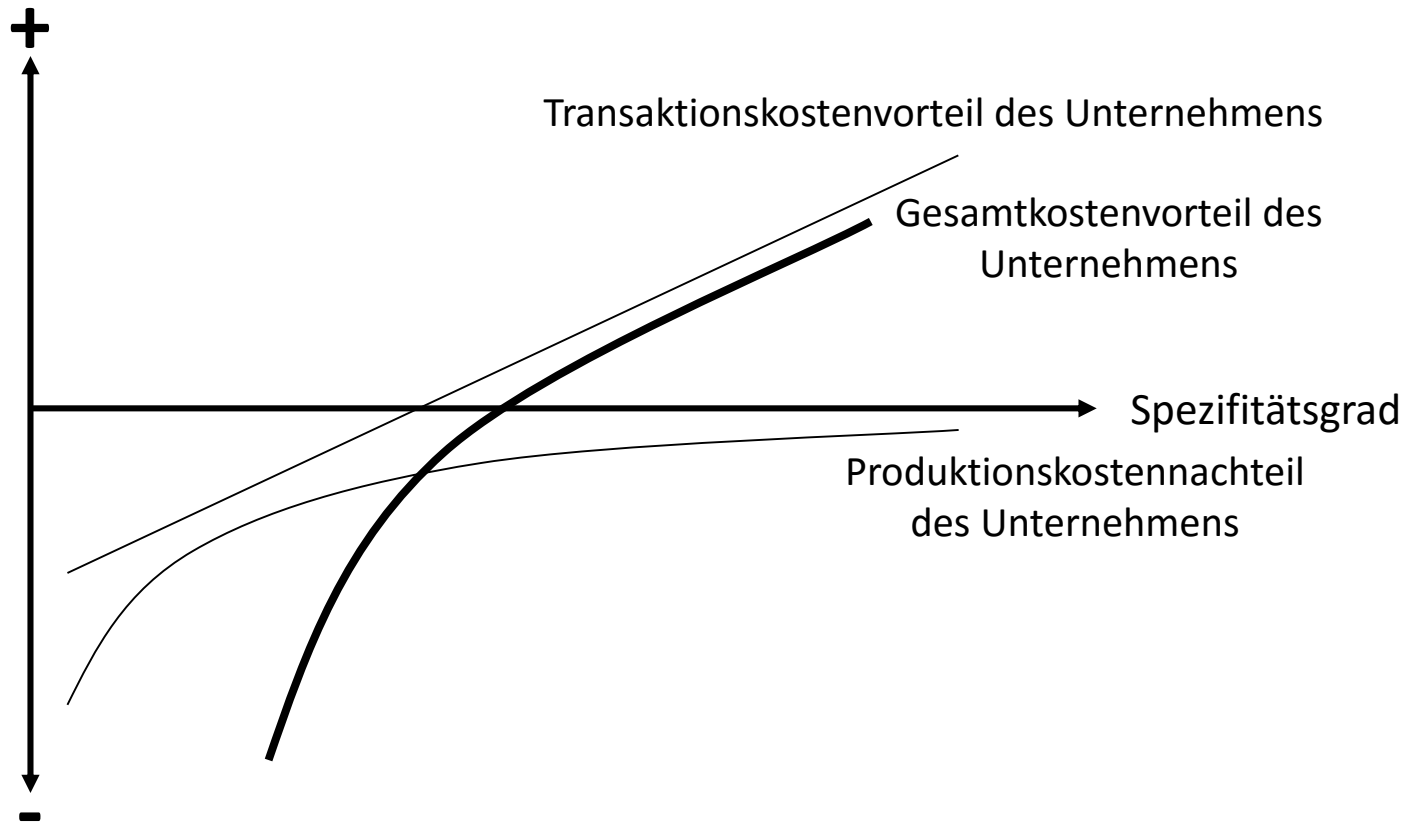 +
Transaktionskostenvorteil des Unternehmens
Gesamtkostenvorteil des
Unternehmens
Spezifitätsgrad
Produktionskostennachteil
des Unternehmens
-